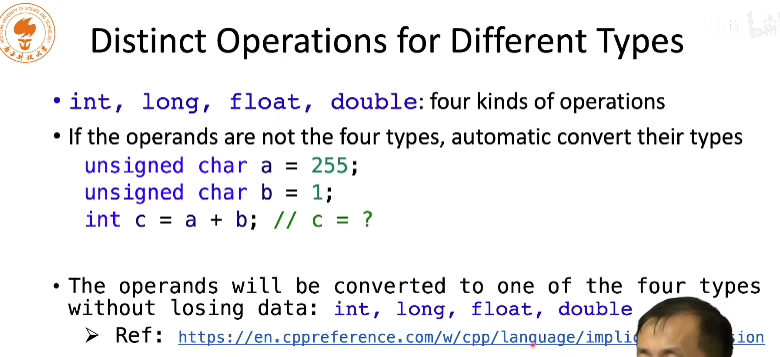 Distinct Operations for Different Types
• int, long, float, double: four kinds of operations
• If the operands are not the four types, automatic convert their types
unsigned char a = 255;
unsigned char b = 1;
int c = a + b; // c = ?
• The operands will be converted to one of the four types
without losing data: int, long, float, double
➢ Ref: https://en.cppreference.com/w/cpp/language/implic sion